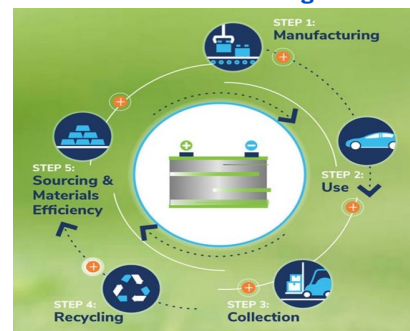 STEP 1:
Manufacturing
STEP 2:
Use
STEP 3:
Collection
STEP 4:
Recycling
STEP 5:
Sourcing &
Materials
Efficiency